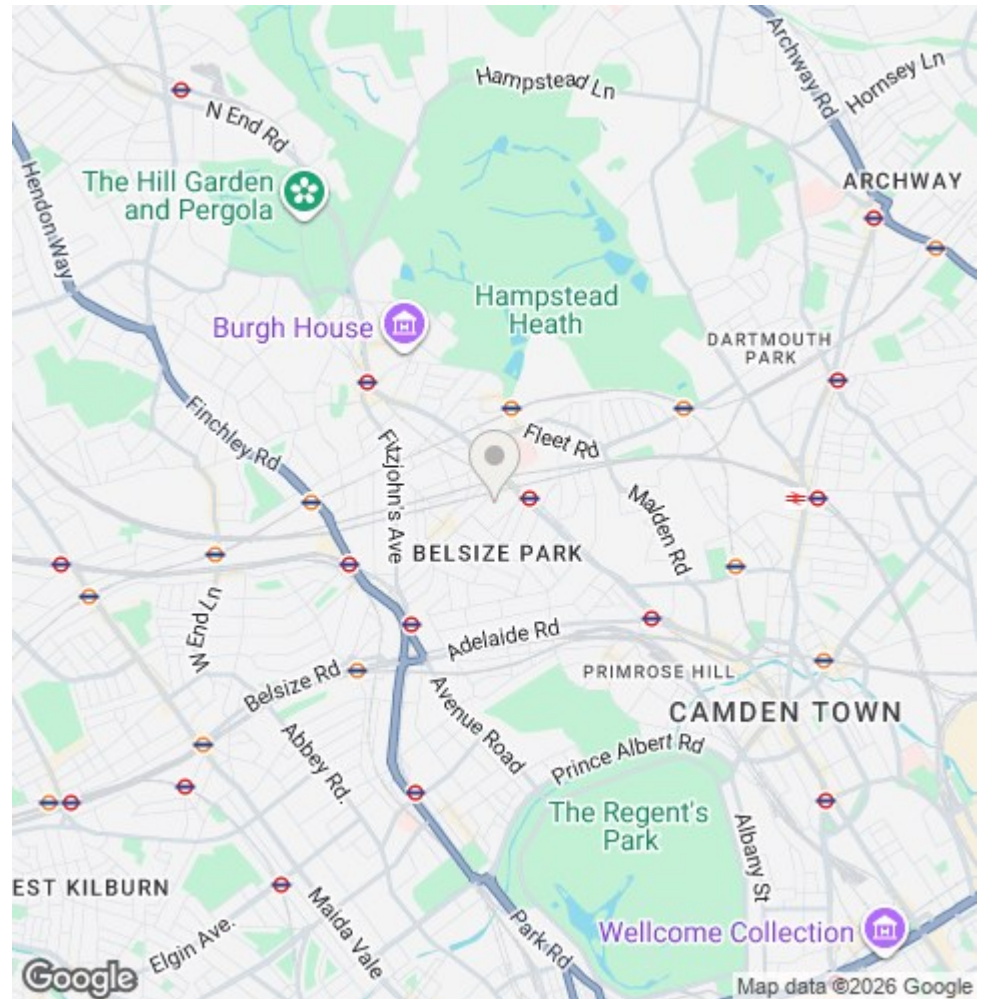 Hampstead Ln
Archway Rd
Hornsey Ln
N End Rd
Hendon Way
The Hill Garden
and Pergola
ARCHWAY
Burgh House
Hampstead
Heath
DARTMOUTH
PARK
Finchley Rd
Fitzjohn's Ave
Fleet Rd
Malden Rd
BELSIZE PARK
W End Ln
Adelaide Rd
Belsize Rd
PRIMROSE HILL
Avenue Road
CAMDEN TOWN
Abbey Rd.
Prince Albert Rd
The Regent's
Park
Albany St
EST KILBURN
Maida Vale
Elgin Ave.
Park Rd
Wellcome Collection
Google
Map data ©2026 Google